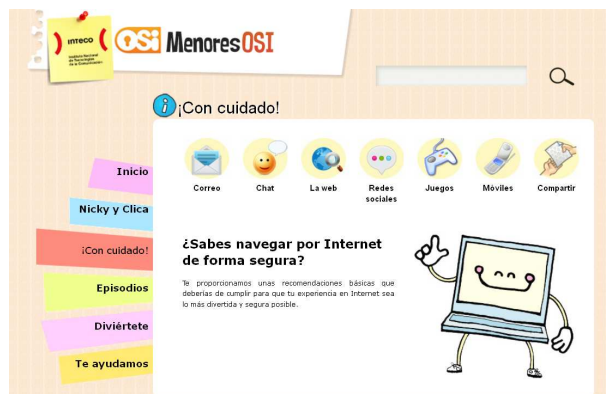 inteco
Instituto Nacional
de Tecnologías
de la Comunicación
OSi
MenoresOSI
¡Con cuidado!
Correo
Chat
La web
Redes
sociales
Juegos
Móviles
Compartir
Inicio
Nicky y Clica
¡Con cuidado!
Episodios
Diviértete
Te ayudamos
¿Sabes navegar por Internet
de forma segura?
Te proporcionamos unas recomendaciones básicas que
deberías de cumplir para que tu experiencia en Internet sea
lo más divertida y segura posible.